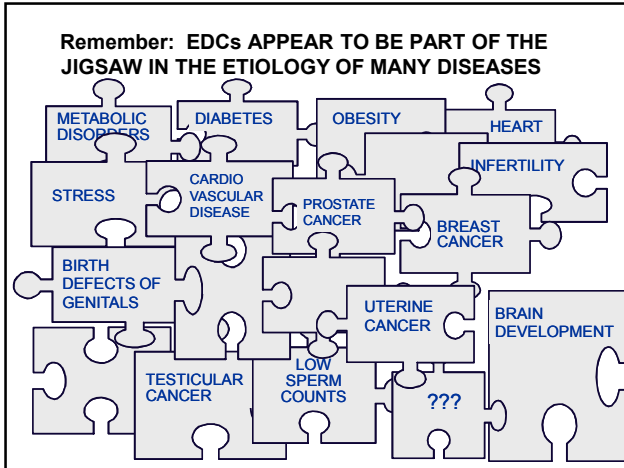 Remember: EDCs APPEAR TO BE PART OF THE
JIGSAW IN THE ETIOLOGY OF MANY DISEASES
METABOLIC
DISORDERS
DIABETES
OBESITY
HEART
STRESS
CARDIO
VASCULAR
DISEASE
PROSTATE
CANCER
INFERTILITY
BREAST
CANCER
BIRTH
DEFECTS OF
GENITALS
UTERINE
CANCER
BRAIN
DEVELOPMENT
TESTICULAR
CANCER
LOW
SPERM
COUNTS
???